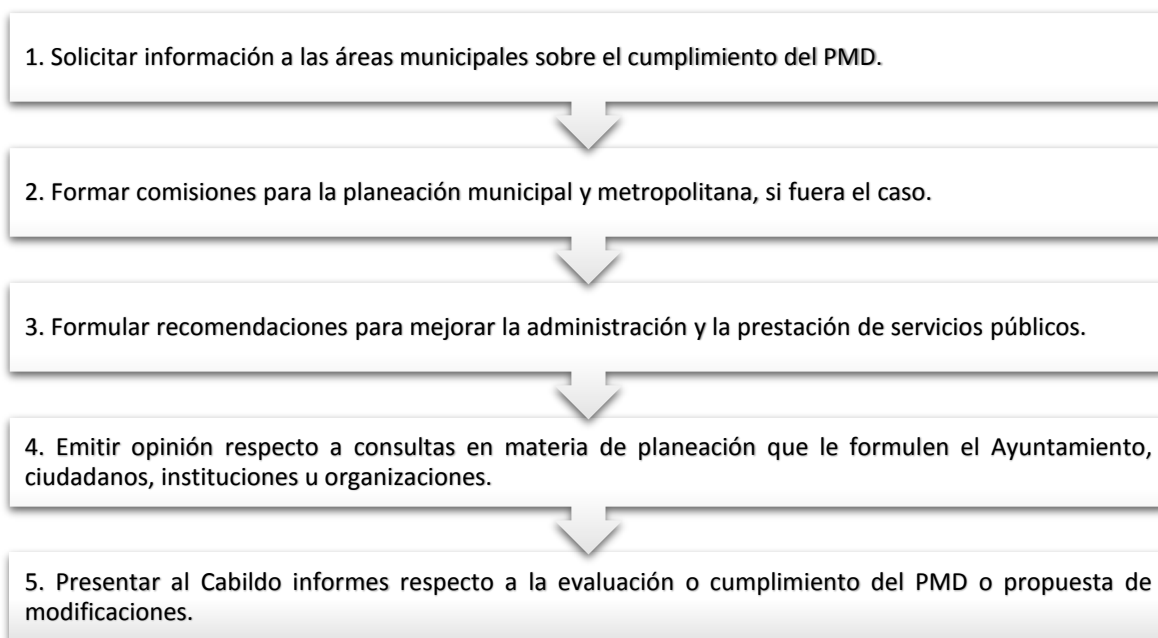 1. Solicitar información a las áreas municipales sobre el cumplimiento del PMD.
2. Formar comisiones para la planeación municipal y metropolitana, si fuera el caso.
3. Formular recomendaciones para mejorar la administración y la prestación de servicios públicos.
4. Emitir opinión respecto a consultas en materia de planeación que le formulen el Ayuntamiento,
ciudadanos, instituciones u organizaciones.
5. Presentar al Cabildo informes respecto a la evaluación o cumplimiento del PMD o propuesta de
modificaciones.